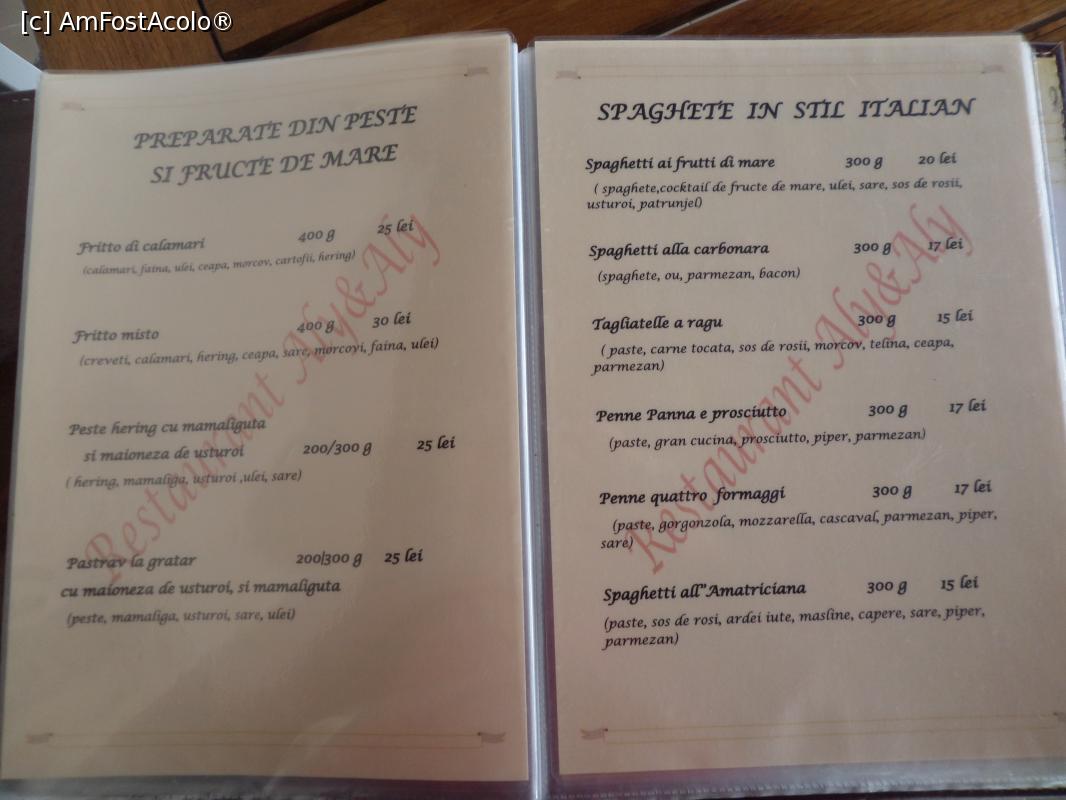 [c] AmFostAcolo®
PREPARATE DIN PESTE
SI FRUCTE DE MARE
Fritto di calamari 400 g 25 lei
(calamari, faina, ulei, ceapa, morcov, cartofii, hering)
Fritto misto 400 g 30 lei
(creveti, calamari, hering, ceapa, sare, morcovi, faina, ulei)
Peste hering cu mamaliguta
si maioneza de usturoi 200/300 g 25 lei
( hering, mamaliga, usturoi ,ulei, sare)
Pastrav la gratar 200/300 g 25 lei
cu maioneza de usturoi, si mamaliguta
(peste, mamaliga, usturoi, sare, ulei)
Restaurant Aly&Aly
SPAGHETE IN STIL ITALIAN
Spaghetti ai frutti di mare 300 g 20 lei
( spaghete,cocktail de fructe de mare, ulei, sare, sos de rosii,
usturoi, patrunjel)
Spaghetti alla carbonara 300 g 17 lei
(spaghete, ou, parmezan, bacon)
Tagliatelle a ragu 300 g 15 lei
( paste, carne tocata, sos de rosii, morcov, telina, ceapa,
parmezan)
Penne Panna e prosciutto 300 g 17 lei
(paste, gran cucina, prosciutto, piper, parmezan)
Penne quattro formaggi 300 g 17 lei
(paste, gorgonzola, mozzarella, cascaval, parmezan, piper,
sare)
Spaghetti all"Amatriciana 300 g 15 lei
(paste, sos de rosi, ardei iute, masline, capere, sare, piper,
parmezan)
Restaurant Aly&Aly